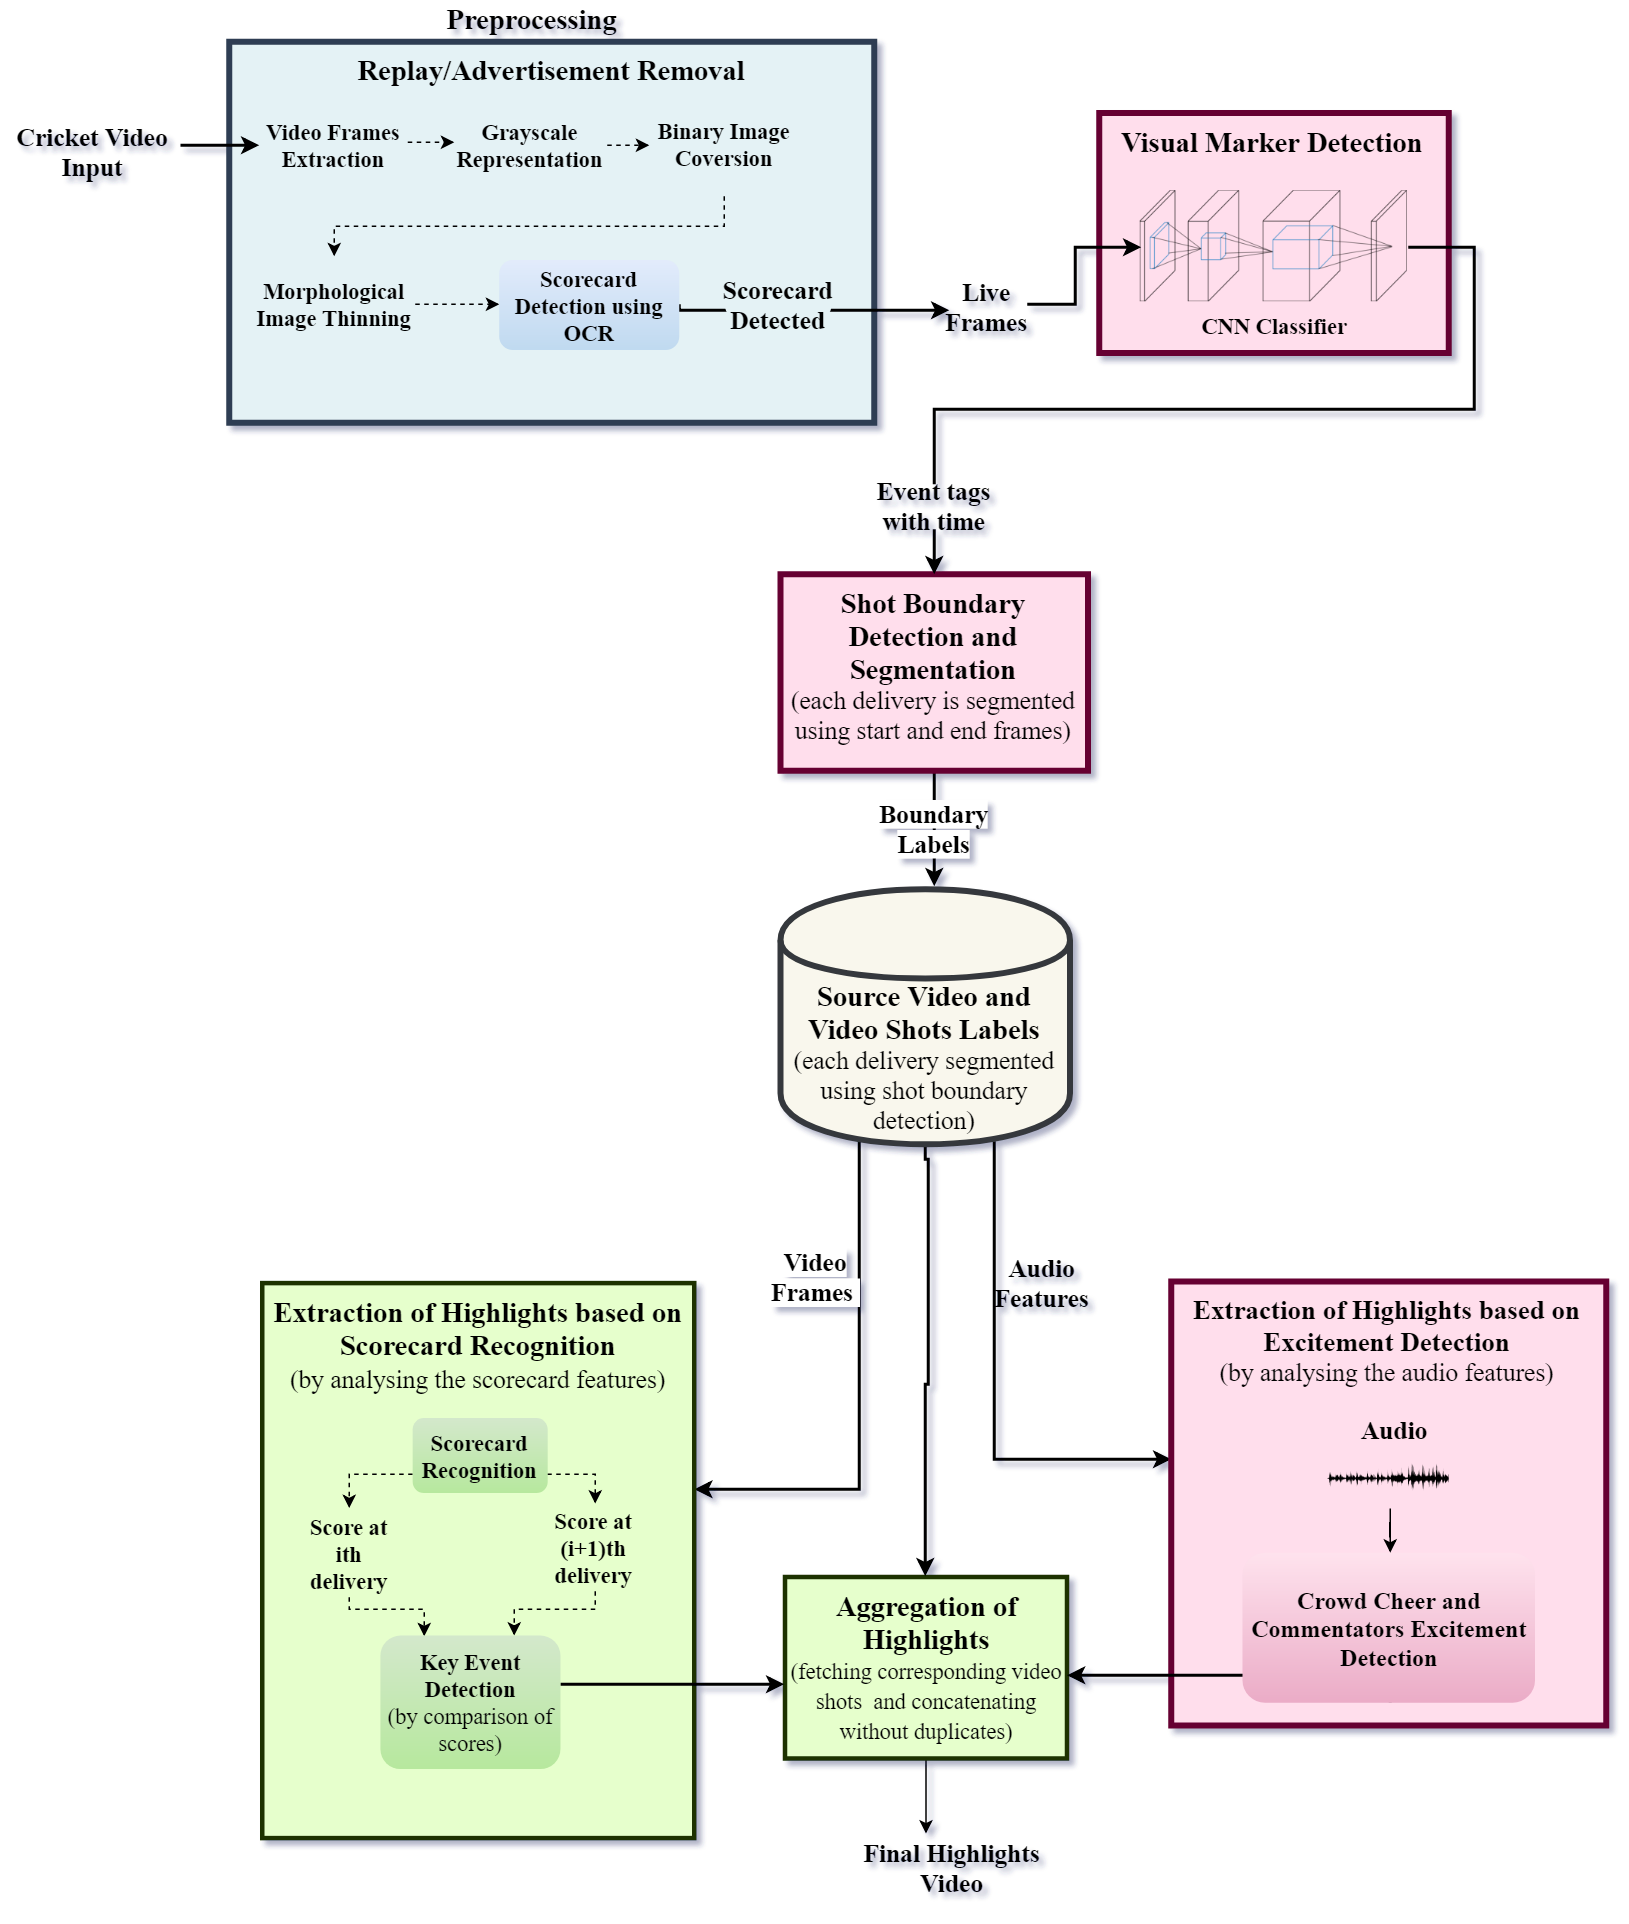 Preprocessing
Replay/Advertisement Removal
Cricket Video
Input
Video Frames
Extraction
Grayscale
Representation
Binary Image
Coversion
Morphological
Image Thinning
Scorecard
Detection using
OCR
Scorecard
Detected
Live
Frames
Visual Marker Detection
CNN Classifier
Event tags
with time
Shot Boundary
Detection and
Segmentation
(each delivery is segmented
using start and end frames)
Boundary
Labels
Source Video and
Video Shots Labels
(each delivery segmented
using shot boundary
detection)
Video
Frames
Audio
Features
Extraction of Highlights based on
Scorecard Recognition
(by analysing the scorecard features)
Scorecard
Recognition
Score at
ith
delivery
Score at
(i+1)th
delivery
Key Event
Detection
(by comparison of
scores)
Aggregation of
Highlights
(fetching corresponding video
shots  and concatenating
without duplicates)
Extraction of Highlights based on
Excitement Detection
(by analysing the audio features)
Audio
Crowd Cheer and
Commentators Excitement
Detection
Final Highlights
Video